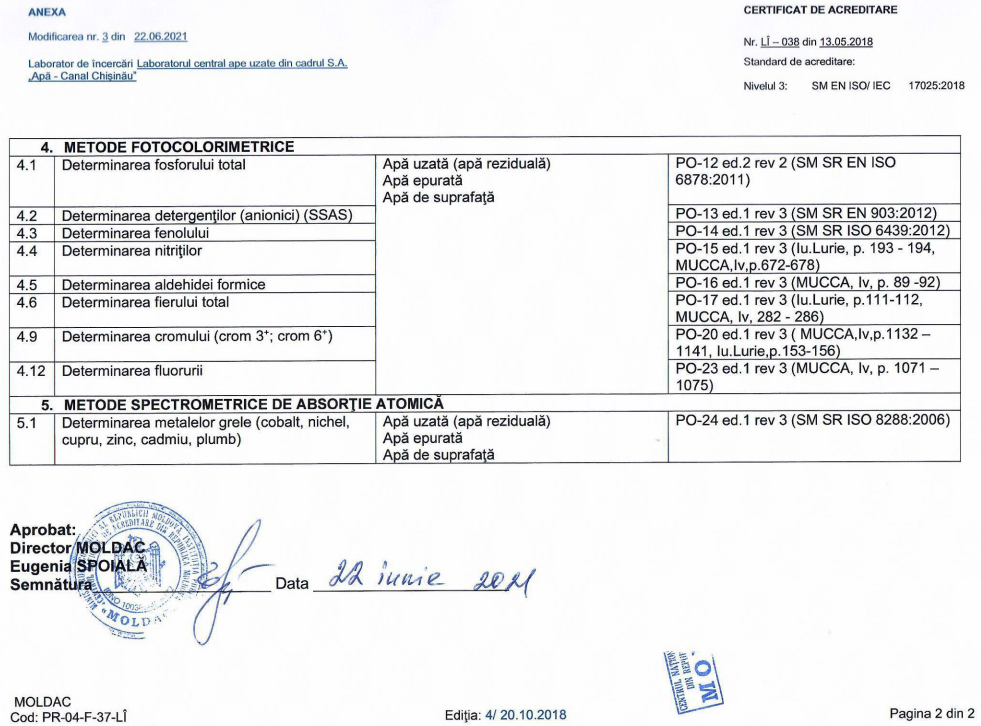 ANEXA
CERTIFICAT DE ACREDITARE
Modificarea nr. 3 din 22.06.2021
Nr. LÎ – 038 din 13.05.2018
Laborator de încercări Laboratorul central ape uzate din cadrul S.A.
„Apă - Canal Chişinău”
Standard de acreditare:
Nivelul 3: SM EN ISO/ IEC 17025:2018
4. METODE FOTOCOLORIMETRICE
4.1 Determinarea fosforului total
Apă uzată (apă reziduală)
Apă epurată
Apă de suprafaţă
PO-12 ed.2 rev 2 (SM SR EN ISO
6878:2011)
4.2 Determinarea detergenţilor (anionici) (SSAS) PO-13 ed.1 rev 3 (SM SR EN 903:2012)
4.3 Determinarea fenolului PO-14 ed.1 rev 3 (SM SR ISO 6439:2012)
4.4 Determinarea nitriţilor PO-15 ed.1 rev 3 (Iu.Lurie, p. 193 - 194,
MUCCA,Iv,p.672-678)
4.5 Determinarea aldehidei formice PO-16 ed.1 rev 3 (MUCCA, Iv, p. 89 -92)
4.6 Determinarea fierului total PO-17 ed.1 rev 3 (Iu.Lurie, p.111-112,
MUCCA, Iv, 282 - 286)
4.9 Determinarea cromului (crom 3⁺; crom 6⁺) PO-20 ed.1 rev 3 ( MUCCA,Iv,p.1132 –
1141, Iu.Lurie,p.153-156)
4.12 Determinarea fluorurii PO-23 ed.1 rev 3 (MUCCA, Iv, p. 1071 –
1075)
5. METODE SPECTROMETRICE DE ABSORŢIE ATOMICĂ
5.1 Determinarea metalelor grele (cobalt, nichel,
cupru, zinc, cadmiu, plumb)
Apă uzată (apă reziduală)
Apă epurată
Apă de suprafaţă
PO-24 ed.1 rev 3 (SM SR ISO 8288:2006)
Aprobat:
Director MOLDAC
Eugenia SPOIALĂ
Semnătura Data 22 iunie 2021
"MOLDAC
CENTRUL NAŢION
DIN REPU
MO
MOLDAC
Cod: PR-04-F-37-LÎ
Ediţia: 4/ 20.10.2018
Pagina 2 din 2